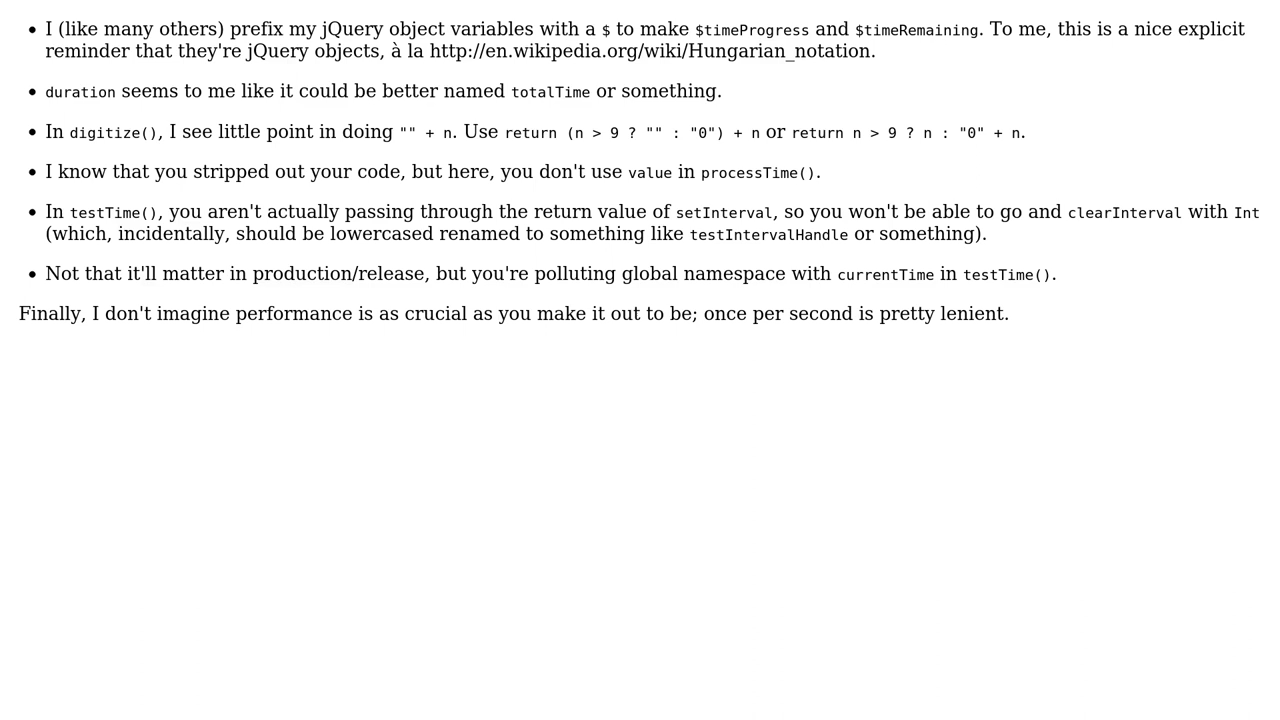 • I (like many others) prefix my jQuery object variables with a $ to make $timeProgress and $timeRemaining. To me, this is a nice explicit
reminder that they're jQuery objects, à la http://en.wikipedia.org/wiki/Hungarian_notation.
• duration seems to me like it could be better named totalTime or something.
• In digitize(), I see little point in doing "" + n. Use return (n > 9 ? "" : "0") + n or return n > 9 ? n : "0" + n.
• I know that you stripped out your code, but here, you don't use value in processTime().
• In testTime(), you aren't actually passing through the return value of setInterval, so you won't be able to go and clearInterval with Int
(which, incidentally, should be lowercased renamed to something like testIntervalHandle or something).
• Not that it'll matter in production/release, but you're polluting global namespace with currentTime in testTime().
Finally, I don't imagine performance is as crucial as you make it out to be; once per second is pretty lenient.